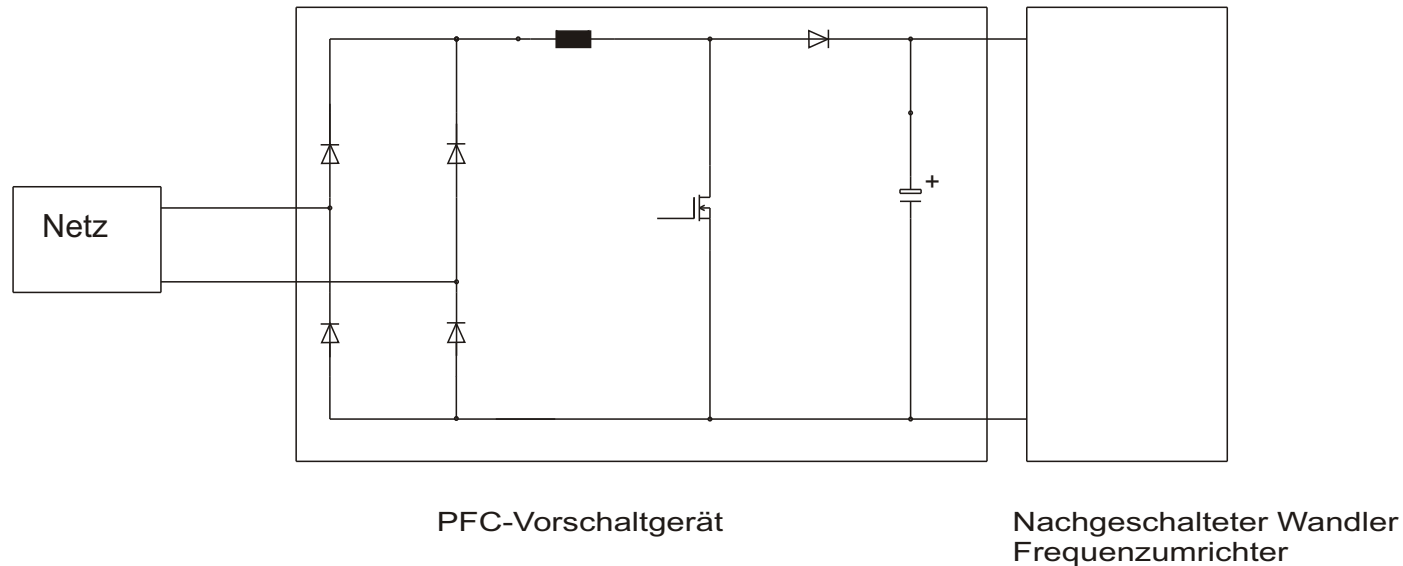 Netz
+
PFC-Vorschaltgerät
Nachgeschalteter Wandler
Frequenzumrichter